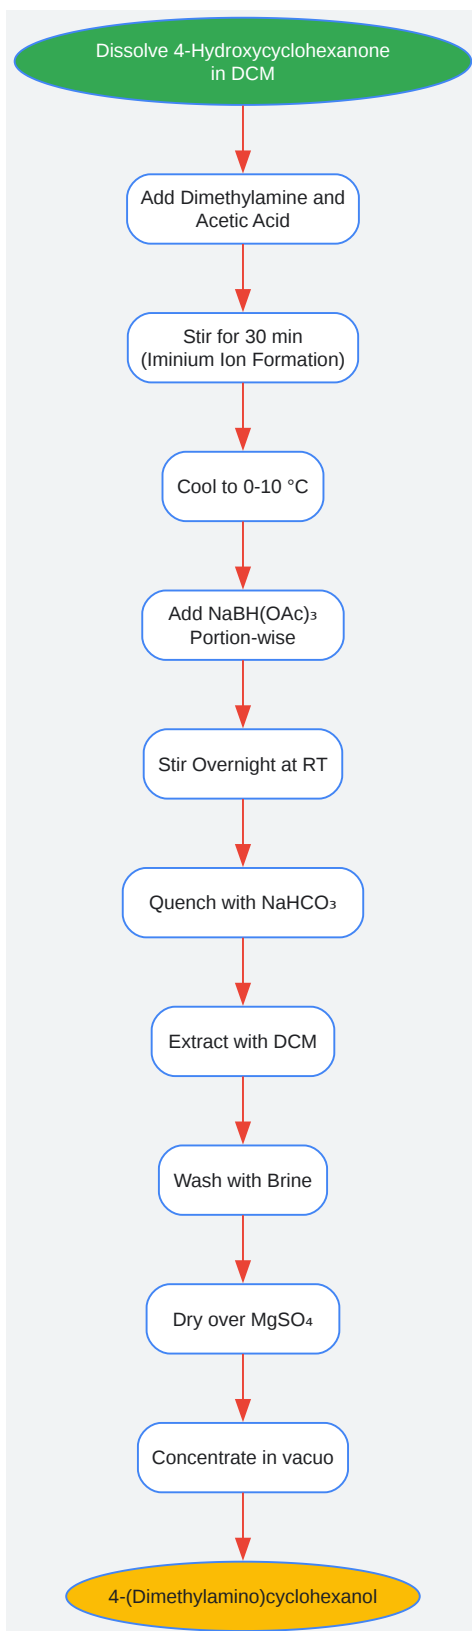 Dissolve 4-Hydroxycyclohexanone
in DCM
Add Dimethylamine and
Acetic Acid
Stir for 30 min
(Iminium Ion Formation)
Cool to 0-10 °C
Add NaBH(OAc)₃
Portion-wise
Stir Overnight at RT
Quench with NaHCO₃
Extract with DCM
Wash with Brine
Dry over MgSO₄
Concentrate in vacuo
4-(Dimethylamino)cyclohexanol